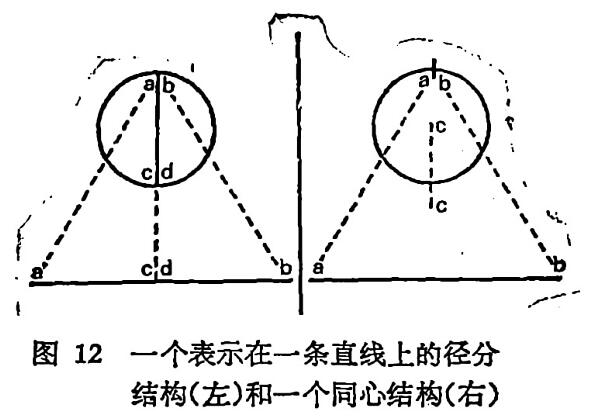 a b
c d
a c d b
a b
c
c
a b
图 12 一个表示在一条直线上的径分
结构(左)和一个同心结构(右)